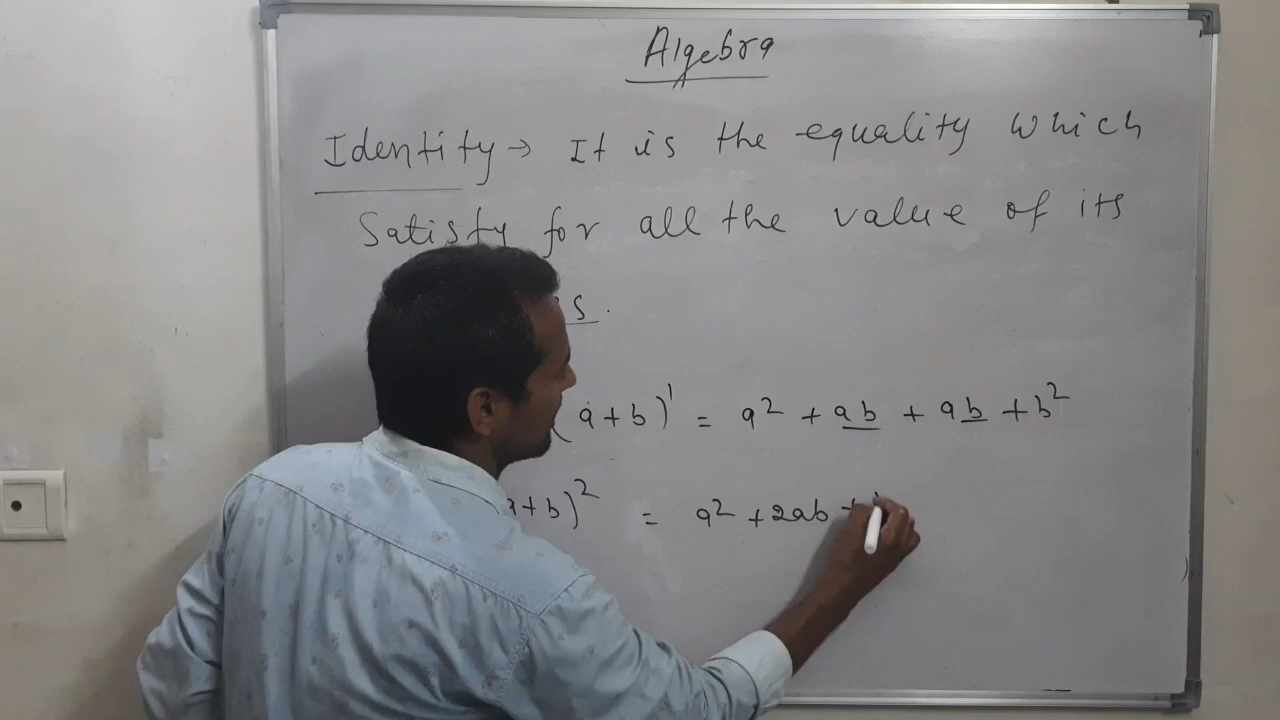 Algebra
Identity → It is the equality which
Satisfy for all the value of its
s.
(a+b)¹ = a² + ab + ab + b²
a+b)² = a² + 2ab +